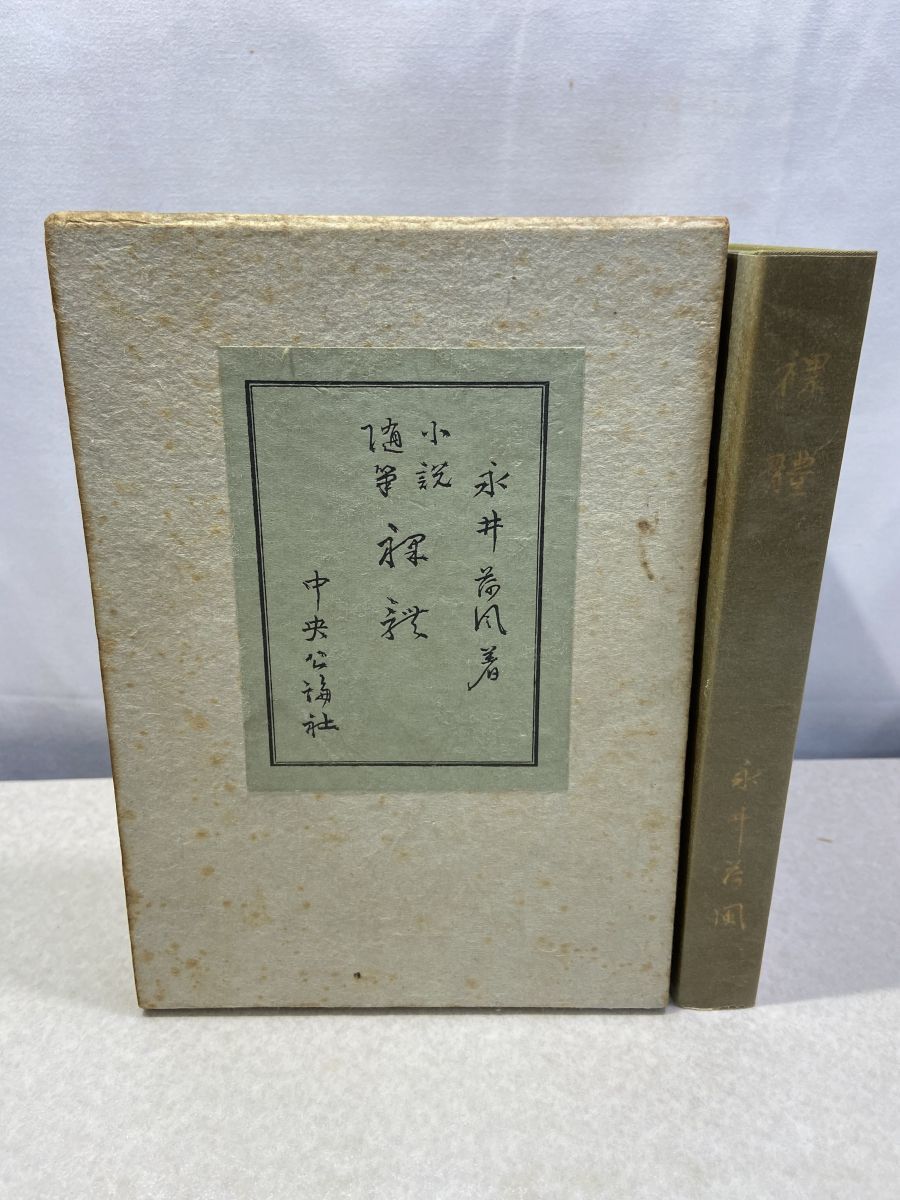 永井荷風著
小説
随筆
裸體
中央公論社
裸體
永井荷風